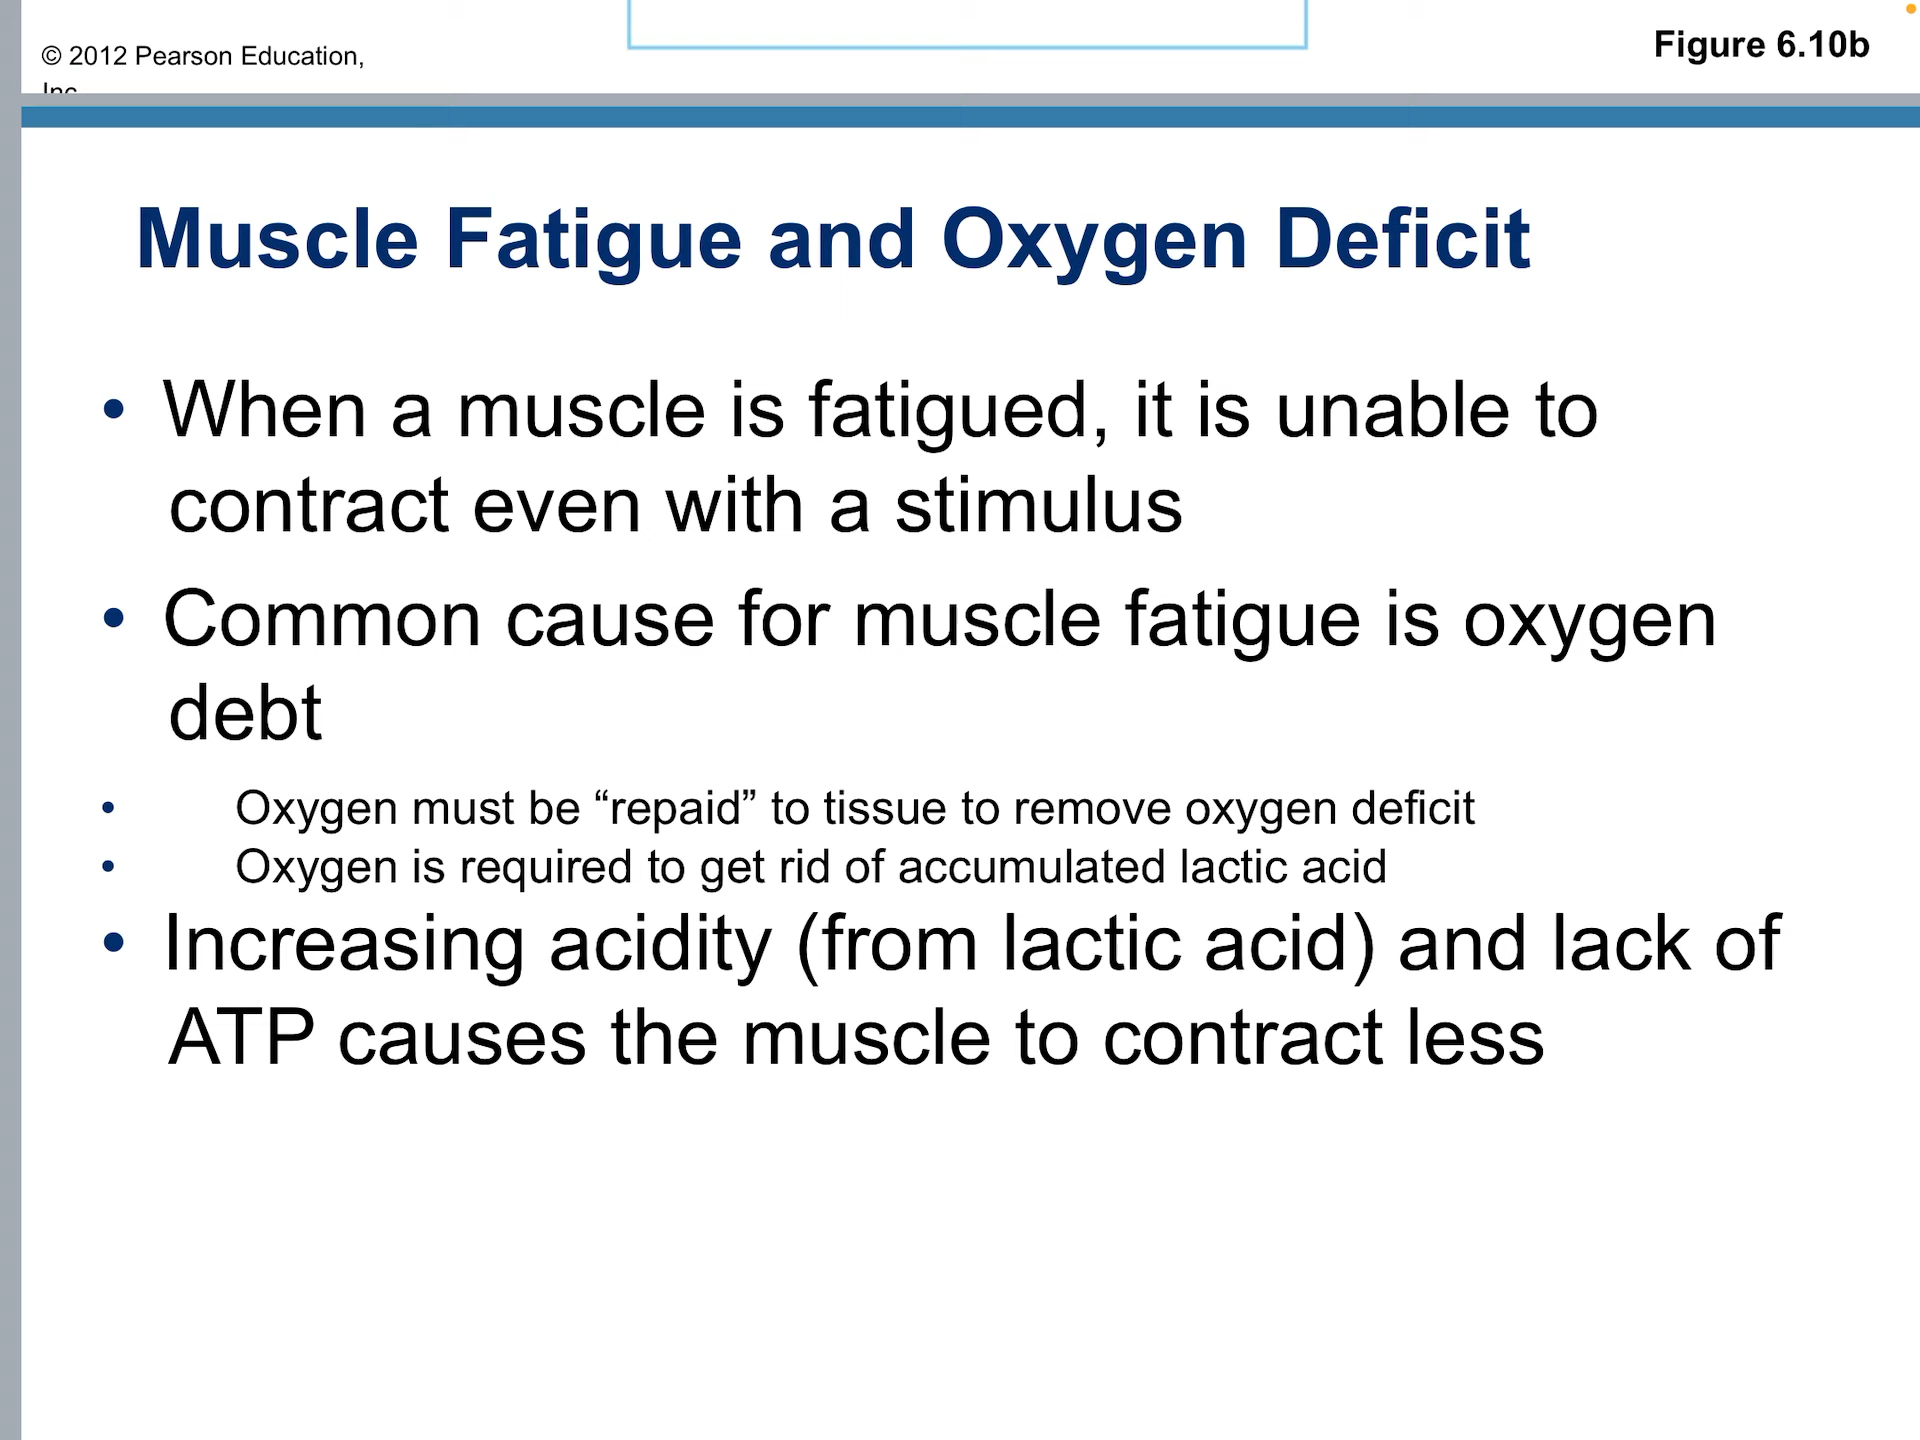 © 2012 Pearson Education,
Inc.
Figure 6.10b
Muscle Fatigue and Oxygen Deficit
• When a muscle is fatigued, it is unable to
contract even with a stimulus
• Common cause for muscle fatigue is oxygen
debt
• Oxygen must be “repaid” to tissue to remove oxygen deficit
• Oxygen is required to get rid of accumulated lactic acid
• Increasing acidity (from lactic acid) and lack of
ATP causes the muscle to contract less